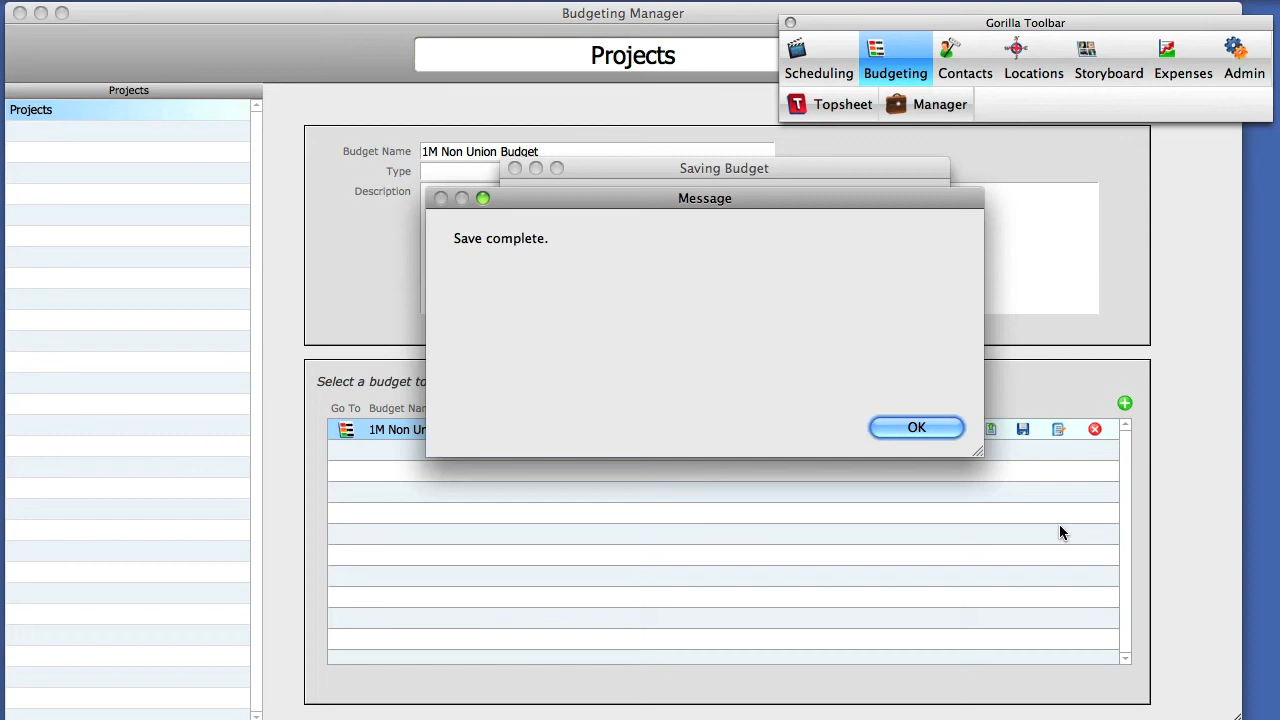 Budgeting Manager
Gorilla Toolbar
Scheduling Budgeting Contacts Locations Storyboard Expenses Admin
Topsheet Manager
Projects
Projects
Projects
Budget Name 1M Non Union Budget
Type
Description
Saving Budget
Message
Save complete.
OK
Select a budget to
Go To Budget
1M Non